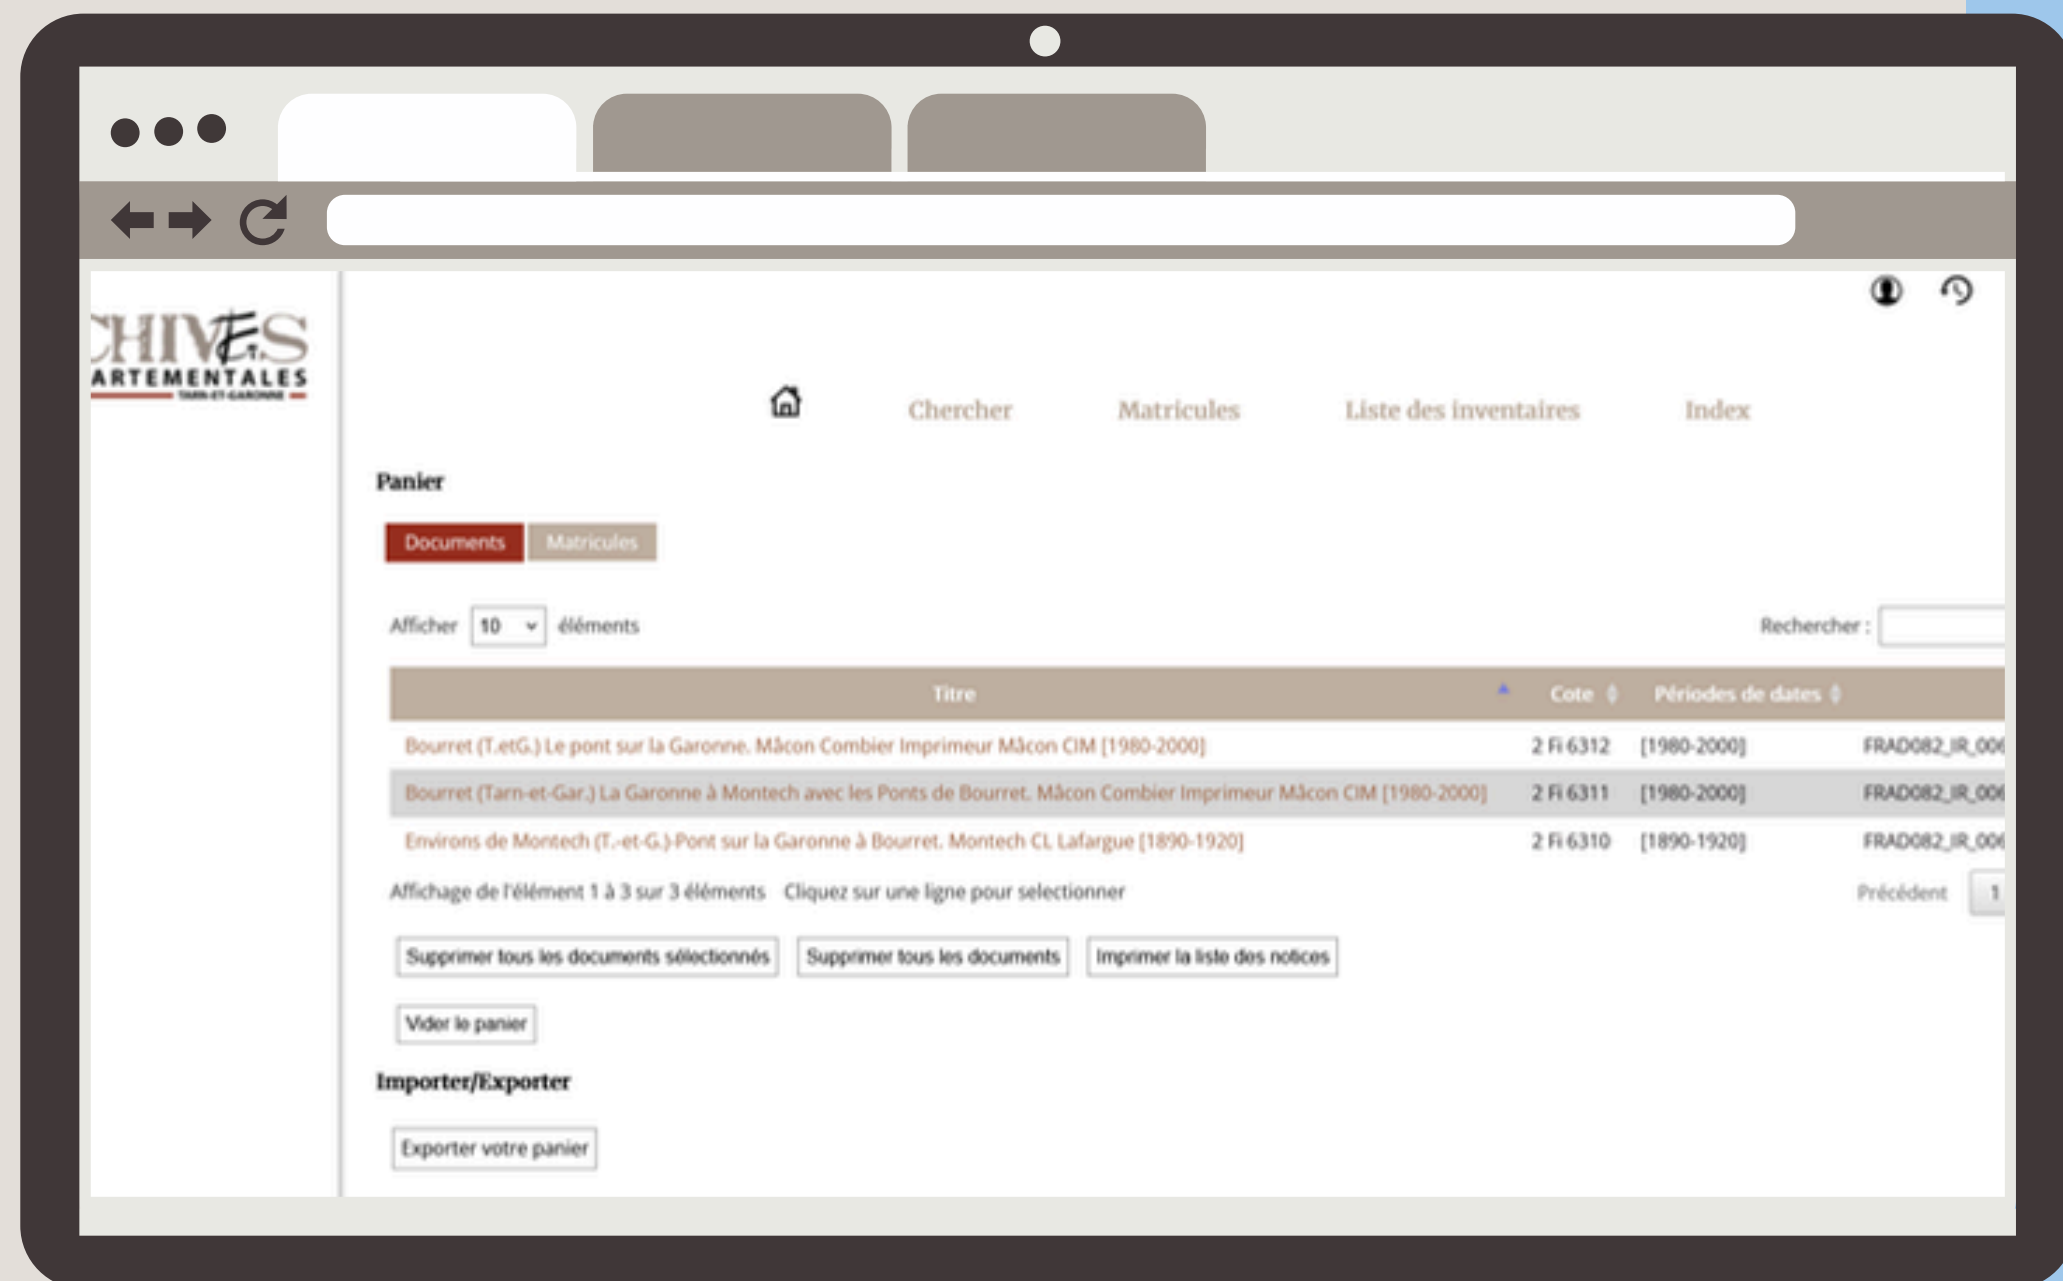 CHIVES
ARTEMENTALES
TARN-ET-GARONNE
Chercher Matricules Liste des inventaires Index
Panier
Documents Matricules
Afficher 10 éléments Rechercher :
Titre Cote Périodes de dates
Bourret (T.etG.) Le pont sur la Garonne. Mâcon Combier Imprimeur Mâcon CIM [1980-2000] 2 Fi 6312 [1980-2000] FRAD082_IR_006
Bourret (Tarn-et-Gar.) La Garonne à Montech avec les Ponts de Bourret. Mâcon Combier Imprimeur Mâcon CIM [1980-2000] 2 Fi 6311 [1980-2000] FRAD082_IR_006
Environs de Montech (T.-et-G.)-Pont sur la Garonne à Bourret. Montech CL Lafargue [1890-1920] 2 Fi 6310 [1890-1920] FRAD082_IR_006
Affichage de l'élément 1 à 3 sur 3 éléments Cliquez sur une ligne pour selectionner Précédent 1
Supprimer tous les documents sélectionnés Supprimer tous les documents Imprimer la liste des notices
Vider le panier
Importer/Exporter
Exporter votre panier